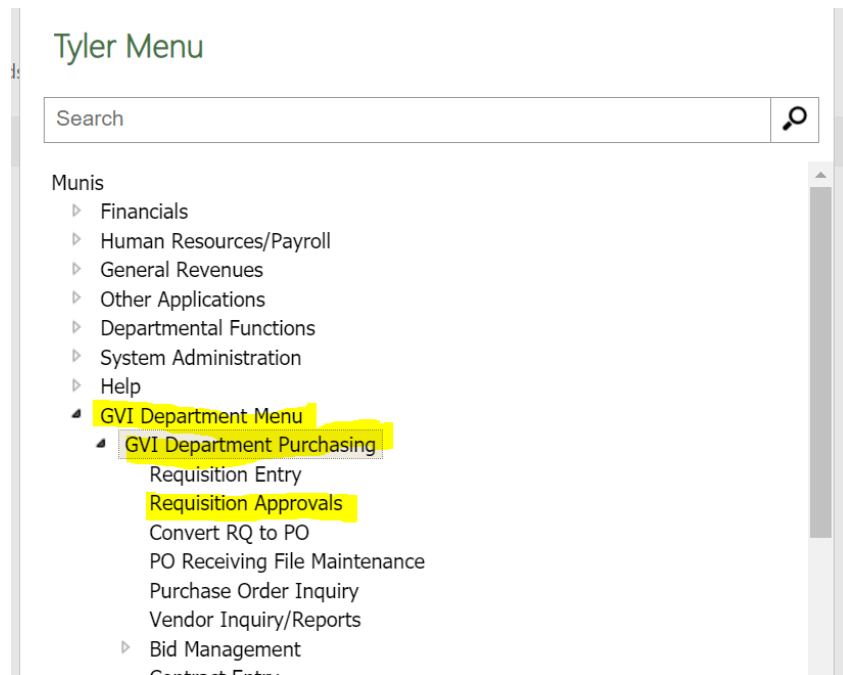 Tyler Menu
Search
Munis
Financials
Human Resources/Payroll
General Revenues
Other Applications
Departmental Functions
System Administration
Help
GVI Department Menu
GVI Department Purchasing
Requisition Entry
Requisition Approvals
Convert RQ to PO
PO Receiving File Maintenance
Purchase Order Inquiry
Vendor Inquiry/Reports
Bid Management
Contract Entry